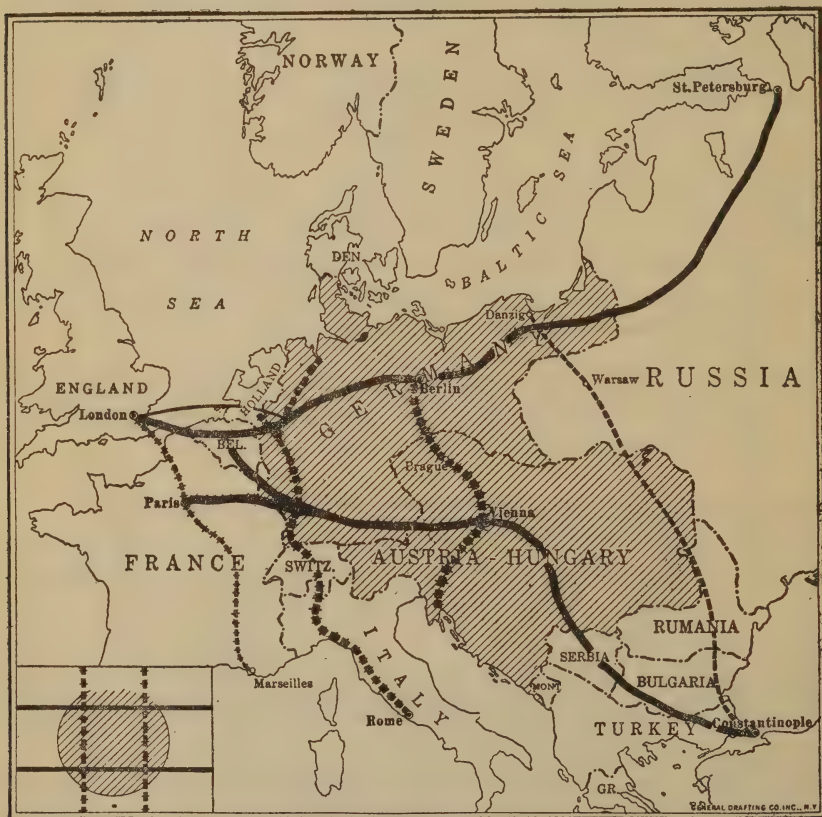 NORWAY
SWEDEN
St. Petersburg
NORTH
SEA
BALTIC SEA
DEN.
Danzig
ENGLAND
HOLLAND
GERMANY
Berlin
Warsaw
RUSSIA
London
BEL.
Prague
Paris
Vienna
FRANCE
SWITZ.
AUSTRIA-HUNGARY
ITALY
RUMANIA
SERBIA
Marseilles
MONT.
BULGARIA
Rome
TURKEY
Constantinople
GR.
GENERAL DRAFTING CO. INC., N.Y.